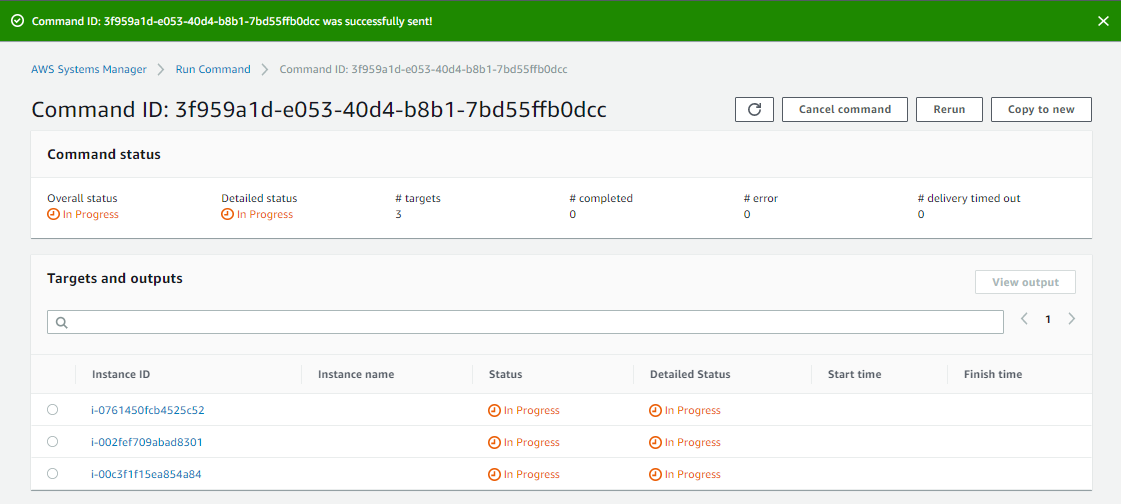 Command ID: 3f959a1d-e053-40d4-b8b1-7bd55ffb0dcc was successfully sent!
AWS Systems Manager > Run Command > Command ID: 3f959a1d-e053-40d4-b8b1-7bd55ffb0dcc
Command ID: 3f959a1d-e053-40d4-b8b1-7bd55ffb0dcc Cancel command Rerun Copy to new
Command status
Overall status Detailed status # targets # completed # error # delivery timed out
In Progress In Progress 3 0 0 0
Targets and outputs View output
1
Instance ID Instance name Status Detailed Status Start time Finish time
i-0761450fcb4525c52 In Progress In Progress
i-002fef709abad8301 In Progress In Progress
i-00c3f1f15ea854a84 In Progress In Progress